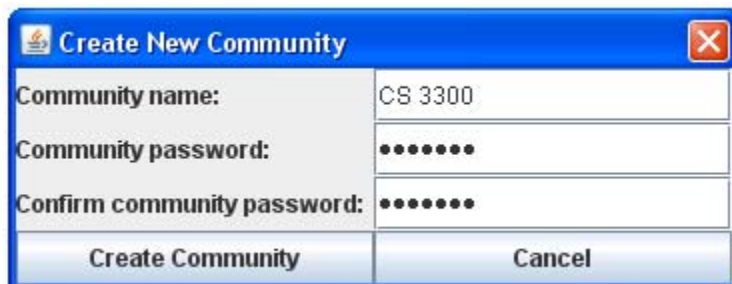 Create New Community
Community name: CS 3300
Community password: •••••••
Confirm community password: •••••••
Create Community Cancel